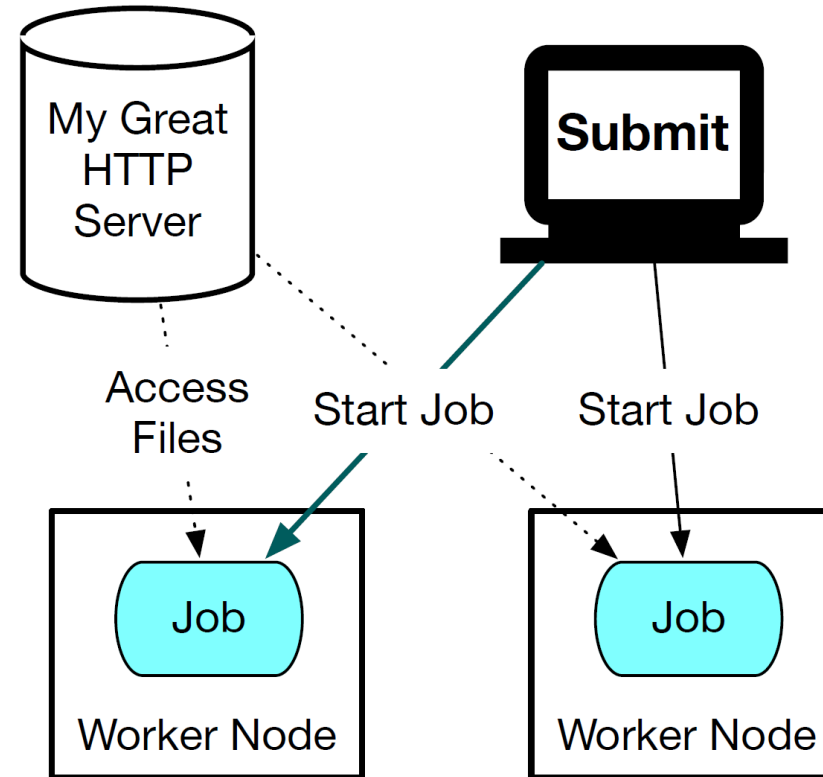 My Great
HTTP
Server
Submit
Access
Files
Start Job
Start Job
Job
Worker Node
Job
Worker Node